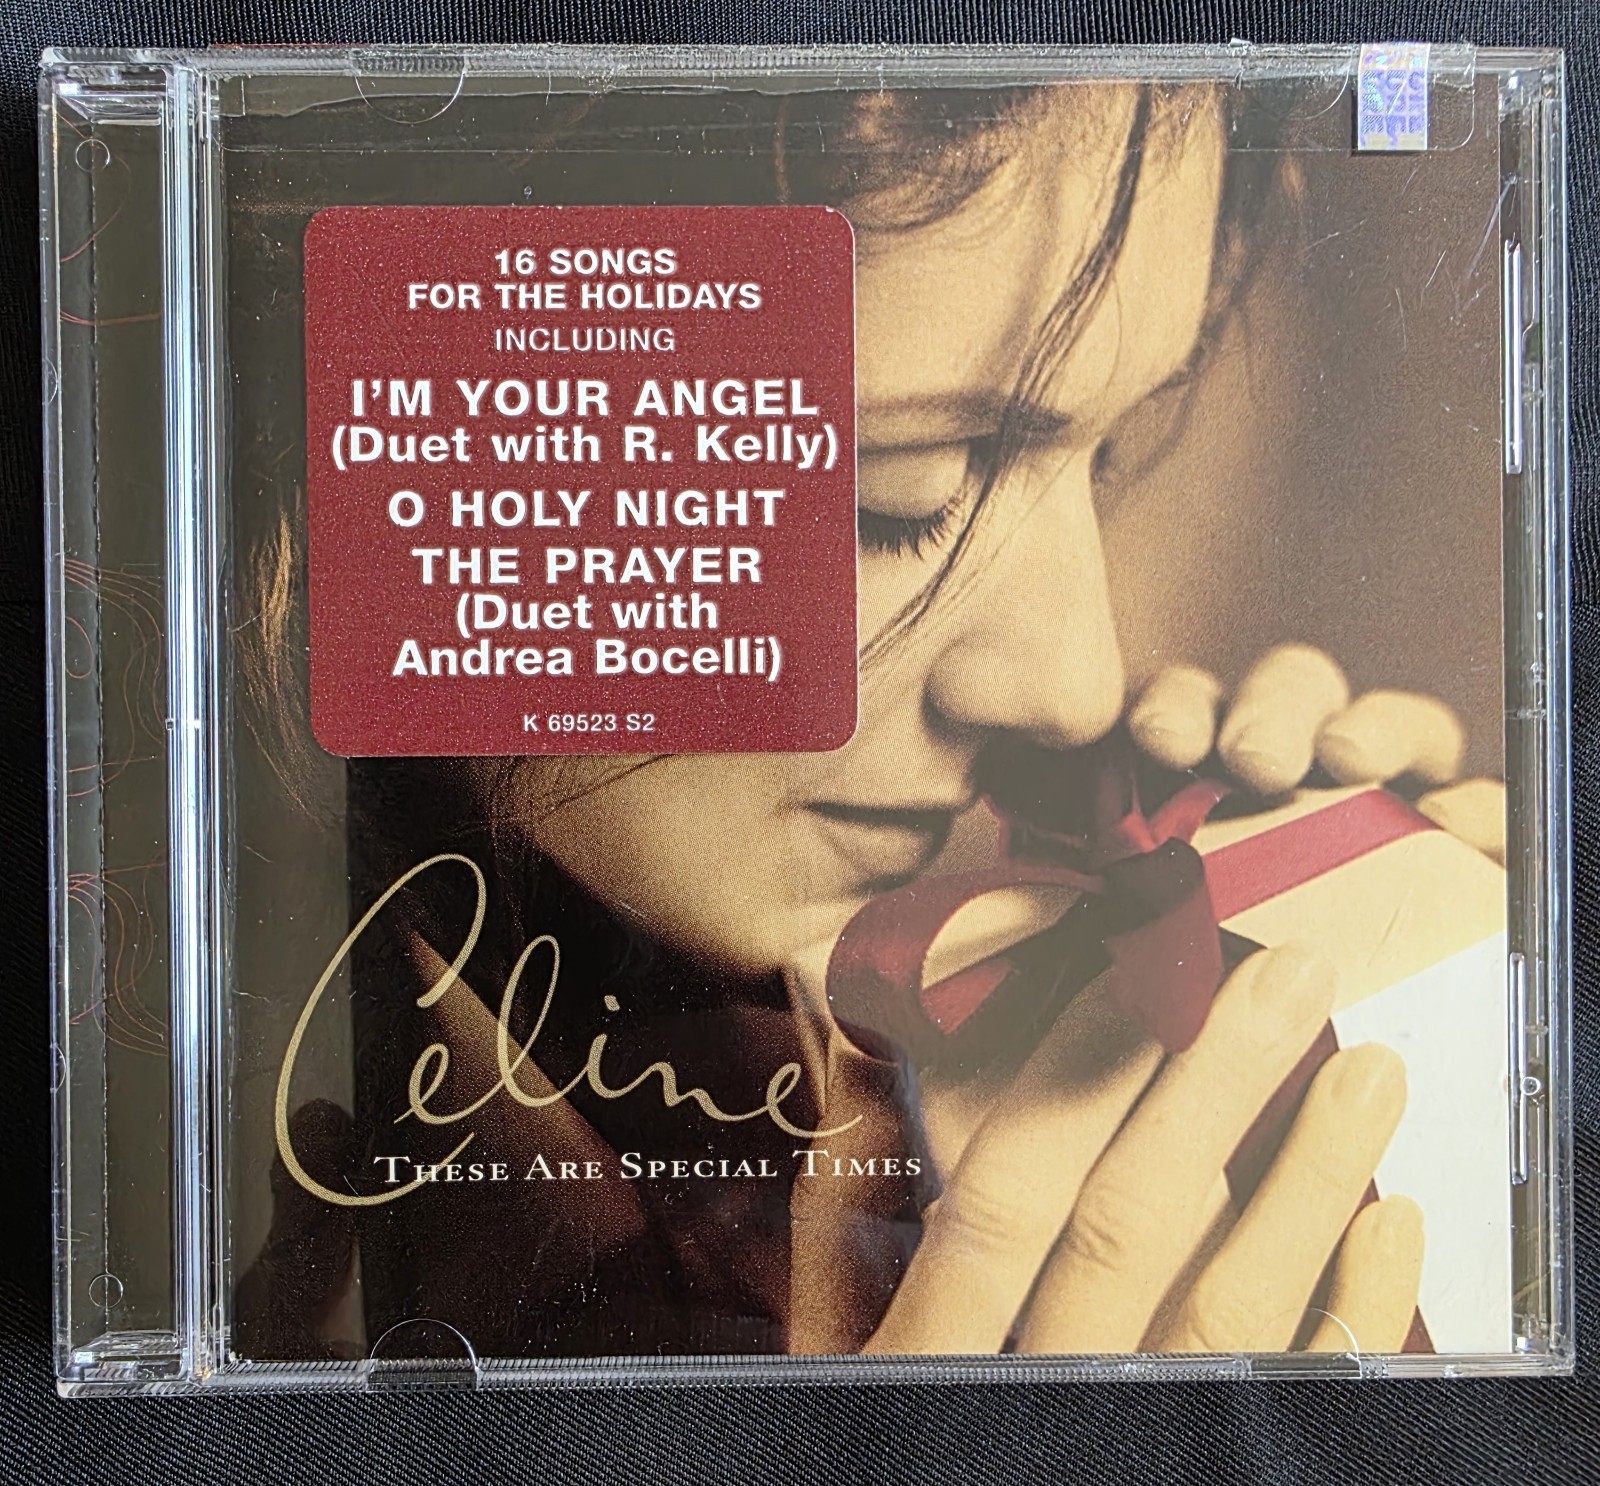 16 SONGS
FOR THE HOLIDAYS
INCLUDING
I'M YOUR ANGEL
(Duet with R. Kelly)
O HOLY NIGHT
THE PRAYER
(Duet with
Andrea Bocelli)
K 69523 S2
Céline
THESE ARE SPECIAL TIMES